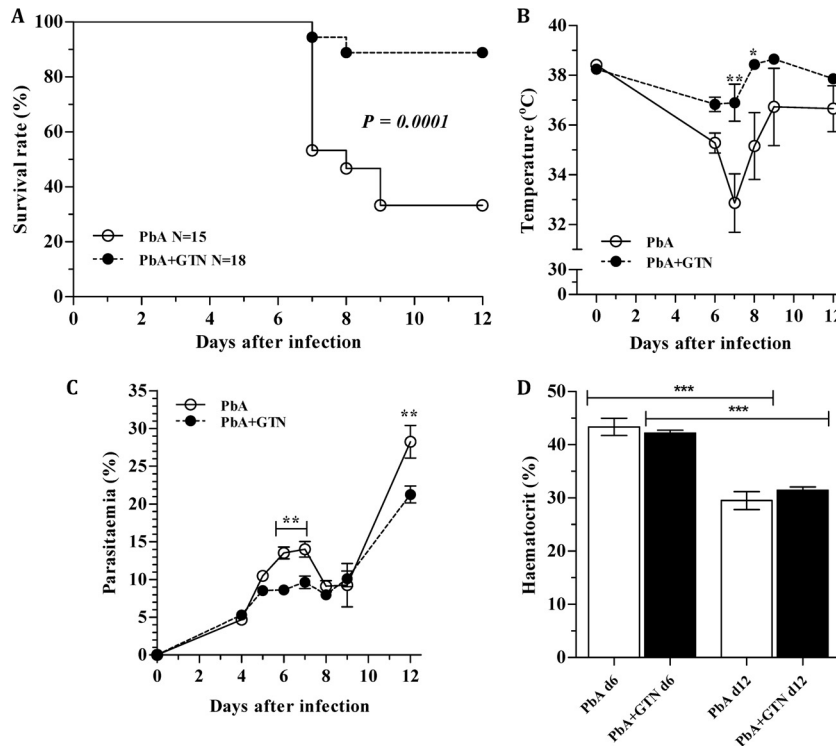 A
Survival rate (%)
100
80
60
40
20
0
P = 0.0001
PbA N=15
PbA+GTN N=18
0 2 4 6 8 10 12
Days after infection
B
Temperature (°C)
40
38
36
34
32
30
0
* 
**
PbA
PbA+GTN
0 2 4 6 8 10 12
Days after infection
C
Parasitaemia (%)
35
30
25
20
15
10
5
0
PbA
PbA+GTN
**
**
0 2 4 6 8 10 12
Days after infection
D
Haematocrit (%)
50
40
30
20
10
0
***
***
PbA d6
PbA+GTN d6
PbA d12
PbA+GTN d12